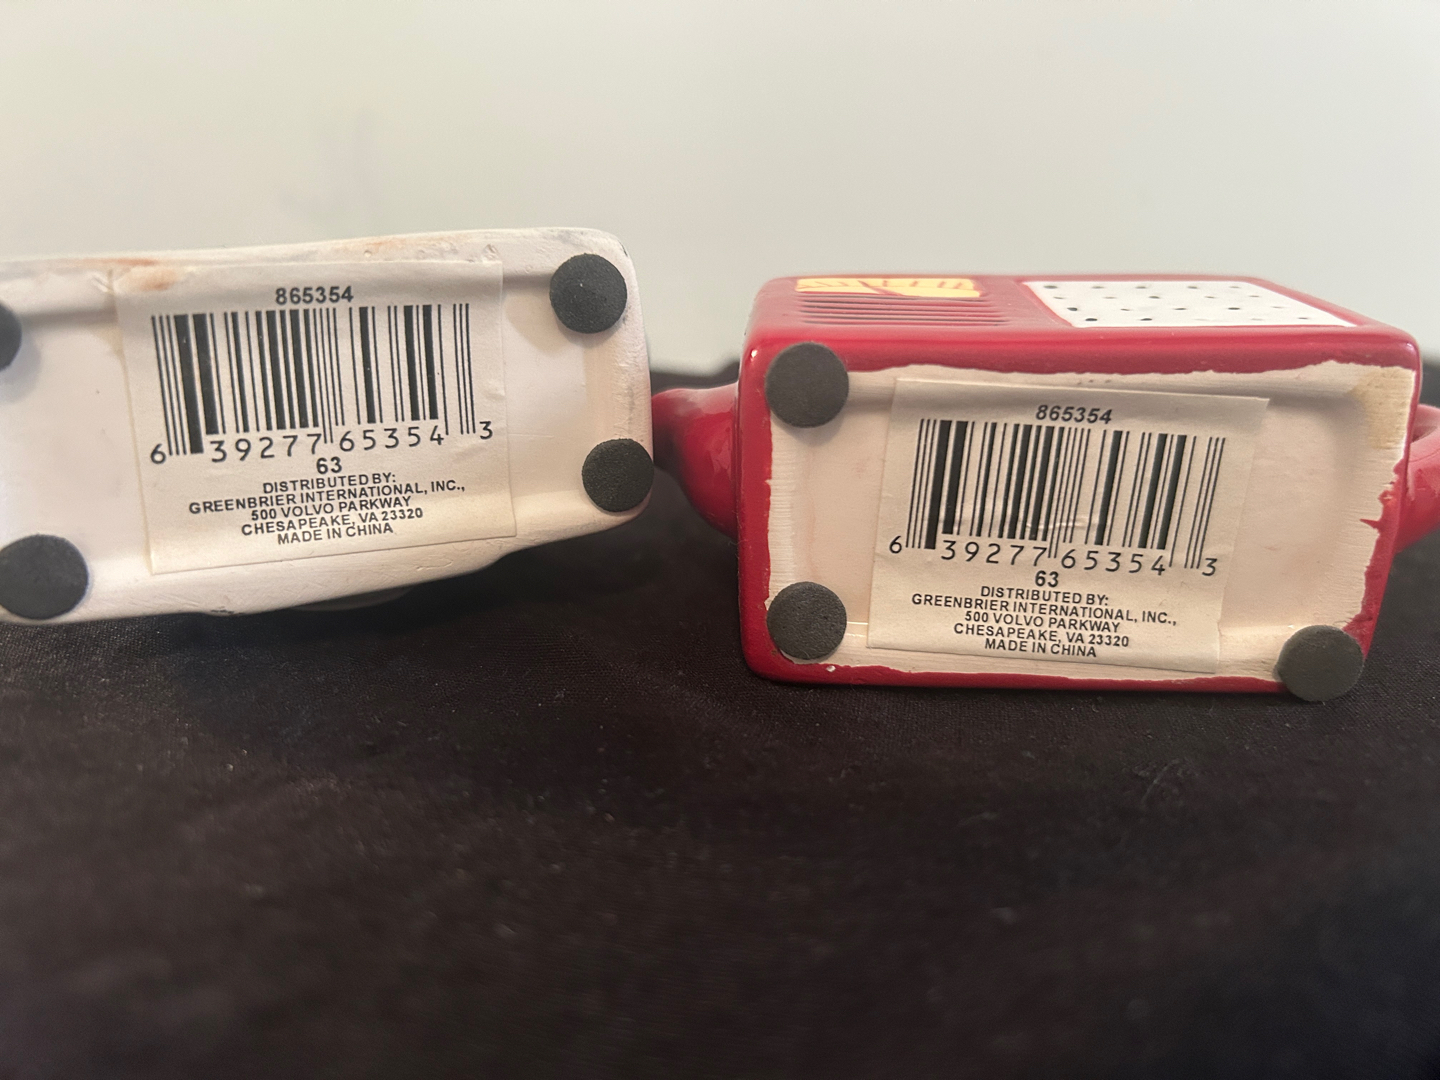 865354
6 39277 65354 3
63
DISTRIBUTED BY:
GREENBRIER INTERNATIONAL, INC.,
500 VOLVO PARKWAY
CHESAPEAKE, VA 23320
MADE IN CHINA
865354
6 39277 65354 3
63
DISTRIBUTED BY:
GREENBRIER INTERNATIONAL, INC.,
500 VOLVO PARKWAY
CHESAPEAKE, VA 23320
MADE IN CHINA